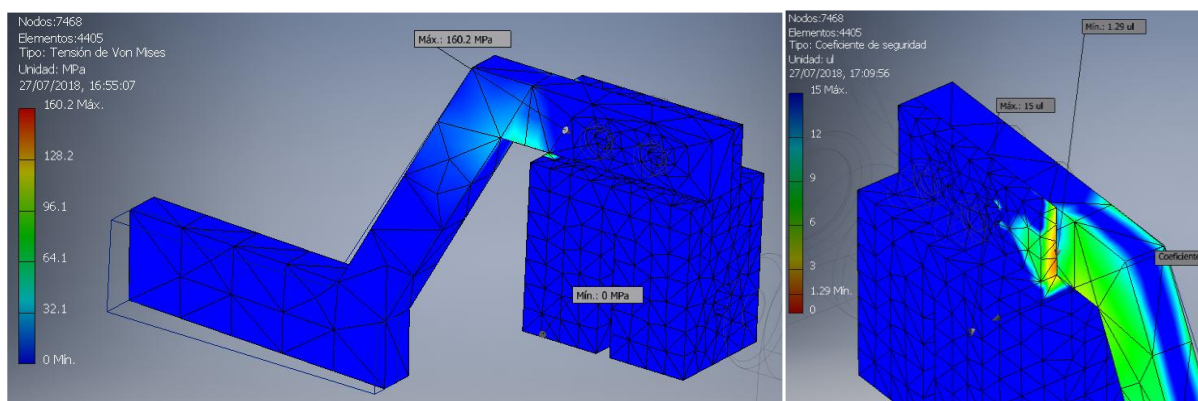 Nodos:7468
Elementos:4405
Tipo: Tensión de Von Mises
Unidad: MPa
27/07/2018, 16:55:07
160.2 Máx.
128.2
96.1
64.1
32.1
0 Mín.
Máx.: 160.2 MPa
Mín.: 0 MPa
Nodos:7468
Elementos:4405
Tipo: Coeficiente de seguridad
Unidad: ul
27/07/2018, 17:09:56
15 Máx.
12
9
6
3
1.29 Mín.
0
Mín.: 1.29 ul
Máx.: 15 ul
Coeficiente